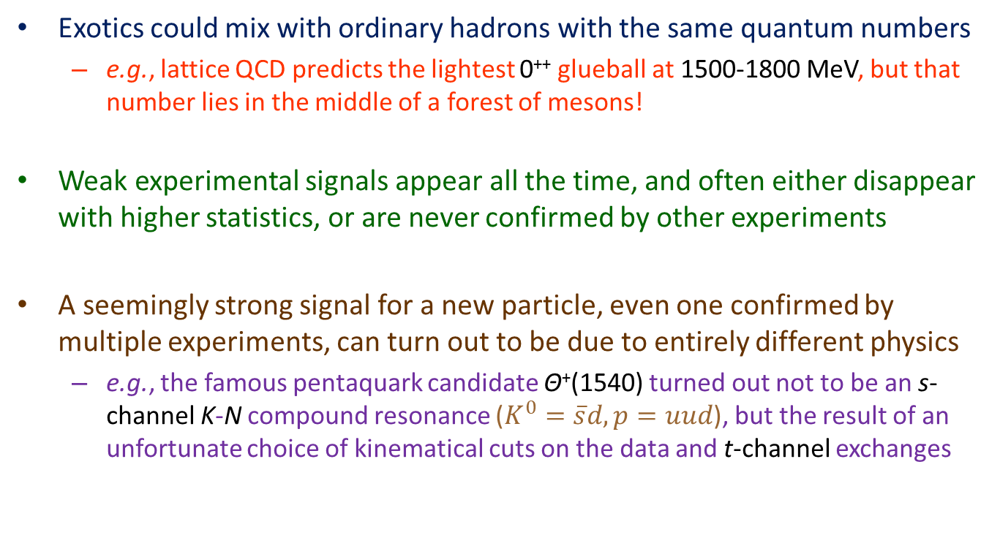 • Exotics could mix with ordinary hadrons with the same quantum numbers
– e.g., lattice QCD predicts the lightest 0⁺⁺ glueball at 1500-1800 MeV, but that
number lies in the middle of a forest of mesons!
• Weak experimental signals appear all the time, and often either disappear
with higher statistics, or are never confirmed by other experiments
• A seemingly strong signal for a new particle, even one confirmed by
multiple experiments, can turn out to be due to entirely different physics
– e.g., the famous pentaquark candidate Θ⁺(1540) turned out not to be an s-
channel K-N compound resonance (K⁰ = s̄d, p = uud), but the result of an
unfortunate choice of kinematical cuts on the data and t-channel exchanges